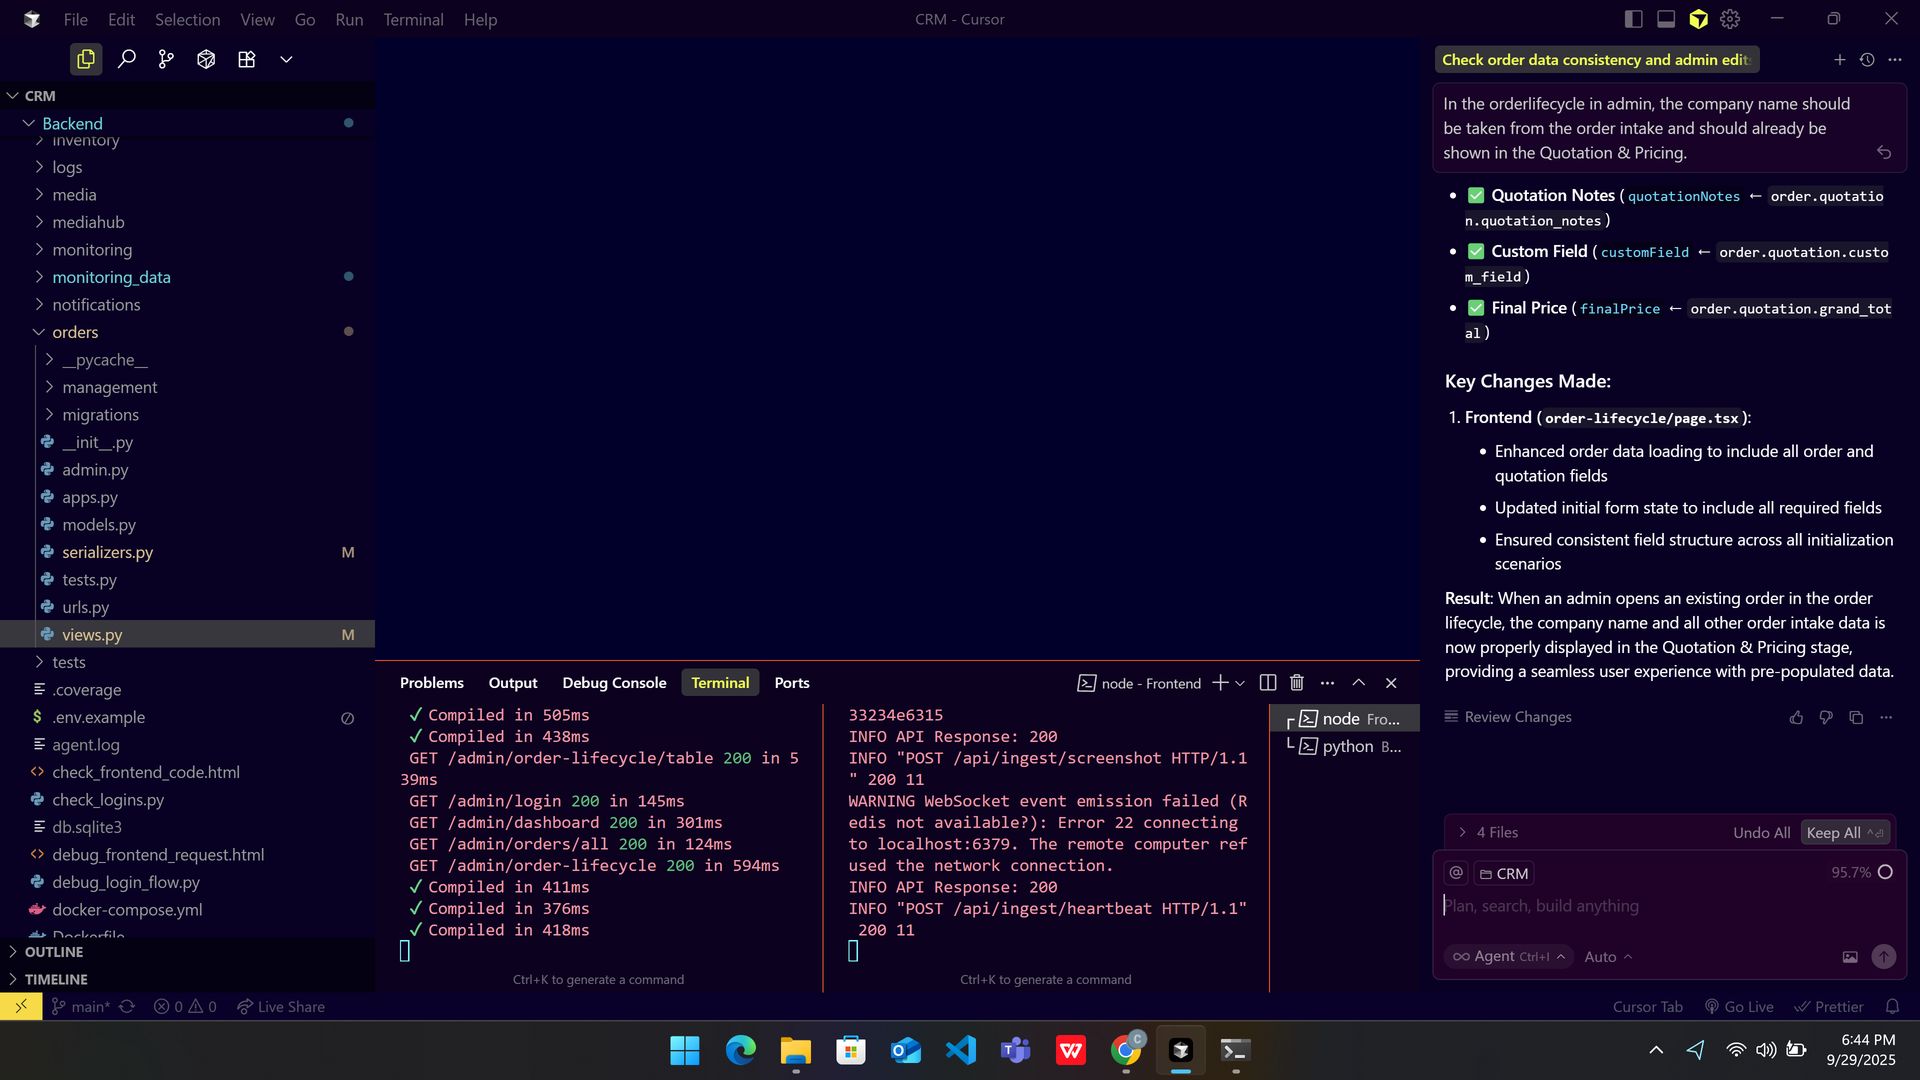 File Edit Selection View Go Run Terminal Help
CRM - Cursor
CRM
Backend
inventory
logs
media
mediahub
monitoring
monitoring_data
notifications
orders
__pycache__
management
migrations
__init__.py
admin.py
apps.py
models.py
serializers.py M
tests.py
urls.py
views.py M
tests
.coverage
.env.example
agent.log
check_frontend_code.html
check_logins.py
db.sqlite3
debug_frontend_request.html
debug_login_flow.py
docker-compose.yml
Dockerfile
OUTLINE
TIMELINE
Problems Output Debug Console Terminal Ports
node - Frontend
✓ Compiled in 505ms
✓ Compiled in 438ms
GET /admin/order-lifecycle/table 200 in 5
39ms
GET /admin/login 200 in 145ms
GET /admin/dashboard 200 in 301ms
GET /admin/orders/all 200 in 124ms
GET /admin/order-lifecycle 200 in 594ms
✓ Compiled in 411ms
✓ Compiled in 376ms
✓ Compiled in 418ms
Ctrl+K to generate a command
33234e6315
INFO API Response: 200
INFO "POST /api/ingest/screenshot HTTP/1.1
" 200 11
WARNING WebSocket event emission failed (R
edis not available?): Error 22 connecting
to localhost:6379. The remote computer ref
used the network connection.
INFO API Response: 200
INFO "POST /api/ingest/heartbeat HTTP/1.1"
200 11
Ctrl+K to generate a command
node Fro...
python B...
Check order data consistency and admin edit
In the orderlifecycle in admin, the company name should
be taken from the order intake and should already be
shown in the Quotation & Pricing.
• ✅ Quotation Notes ( quotationNotes ← order.quotatio
n.quotation_notes )
• ✅ Custom Field ( customField ← order.quotation.custo
m_field )
• ✅ Final Price ( finalPrice ← order.quotation.grand_tot
al )
Key Changes Made:
1. Frontend ( order-lifecycle/page.tsx ):
• Enhanced order data loading to include all order and
quotation fields
• Updated initial form state to include all required fields
• Ensured consistent field structure across all initialization
scenarios
Result: When an admin opens an existing order in the order
lifecycle, the company name and all other order intake data is
now properly displayed in the Quotation & Pricing stage,
providing a seamless user experience with pre-populated data.
Review Changes
4 Files Undo All Keep All
@ CRM 95.7%
Plan, search, build anything
Agent Ctrl+I Auto
main* 0 0 Live Share
Cursor Tab Go Live Prettier
6:44 PM
9/29/2025